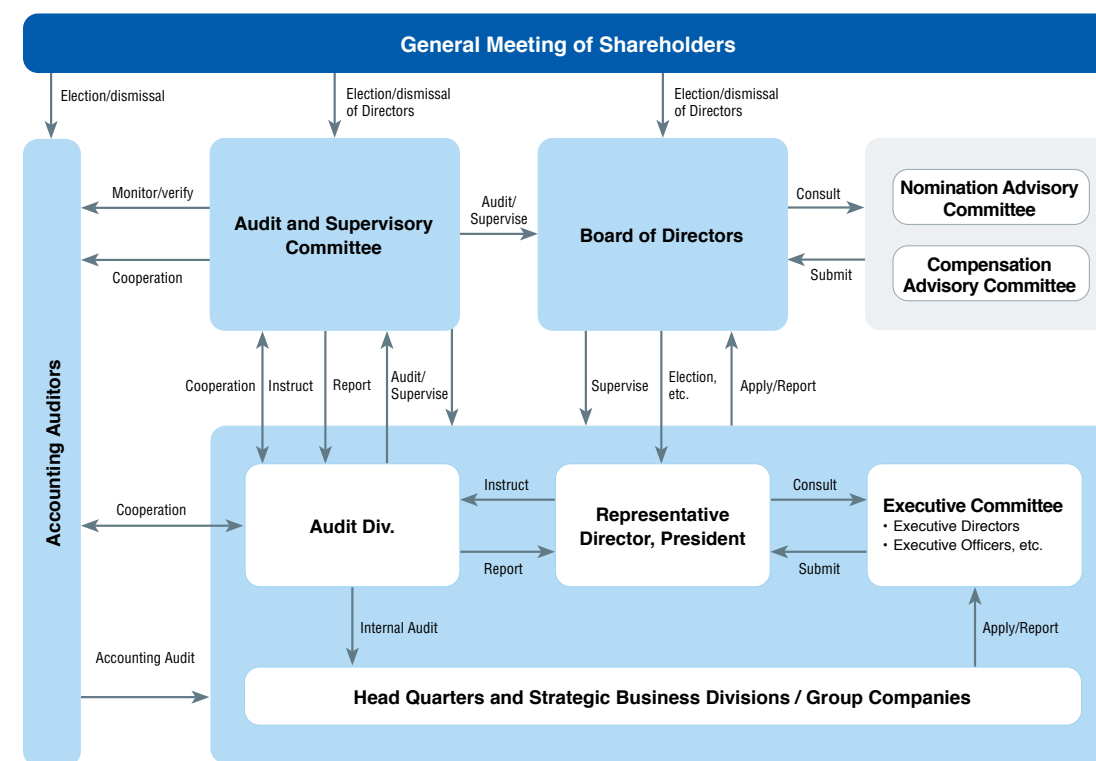 General Meeting of Shareholders
Election/dismissal
Election/dismissal
of Directors
Election/dismissal
of Directors
Monitor/verify
Cooperation
Audit and Supervisory
Committee
Audit/
Supervise
Board of Directors
Consult
Submit
Nomination Advisory
Committee
Compensation
Advisory Committee
Accounting Auditors
Cooperation
Instruct
Report
Audit/
Supervise
Supervise
Election,
etc.
Apply/Report
Cooperation
Audit Div.
Instruct
Report
Representative
Director, President
Consult
Submit
Executive Committee
• Executive Directors
• Executive Officers, etc.
Internal Audit
Apply/Report
Accounting Audit
Head Quarters and Strategic Business Divisions / Group Companies